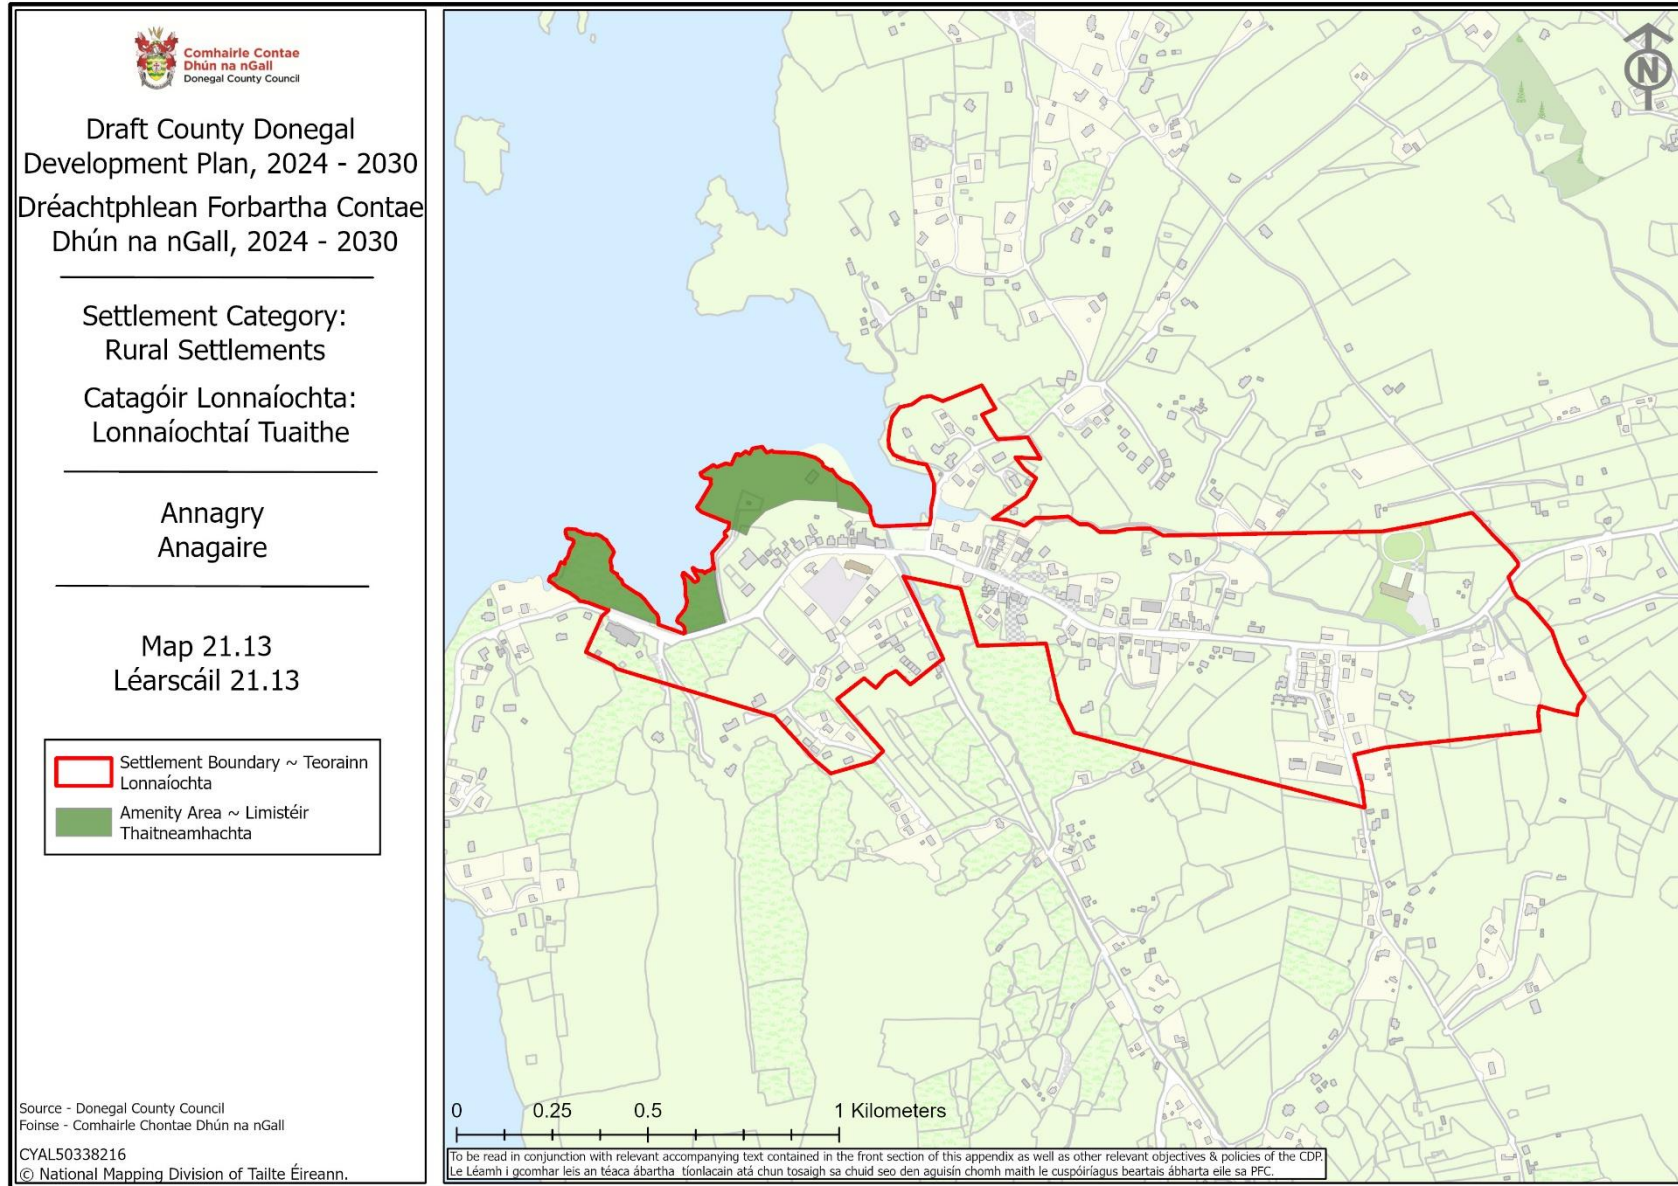 Comhairle Contae
Dhún na nGall
Donegal County Council
Draft County Donegal
Development Plan, 2024 - 2030
Dréachtphlean Forbartha Contae
Dhún na nGall, 2024 - 2030
Settlement Category:
Rural Settlements
Catagóir Lonnaíochta:
Lonnaíochtaí Tuaithe
Annagry
Anagaire
Map 21.13
Léarscáil 21.13
Settlement Boundary ~ Teorainn
Lonnaíochta
Amenity Area ~ Limistéir
Thaitneamhachta
Source - Donegal County Council
Foinse - Comhairle Chontae Dhún na nGall
CYAL50338216
© National Mapping Division of Tailte Éireann.
N
0 0.25 0.5 1 Kilometers
To be read in conjunction with relevant accompanying text contained in the front section of this appendix as well as other relevant objectives & policies of the CDP.
Le Léamh i gcomhar leis an téaca ábartha tíonlacain atá chun tosaigh sa chuid seo den aguisín chomh maith le cuspóiríagus beartais ábharta eile sa PFC.